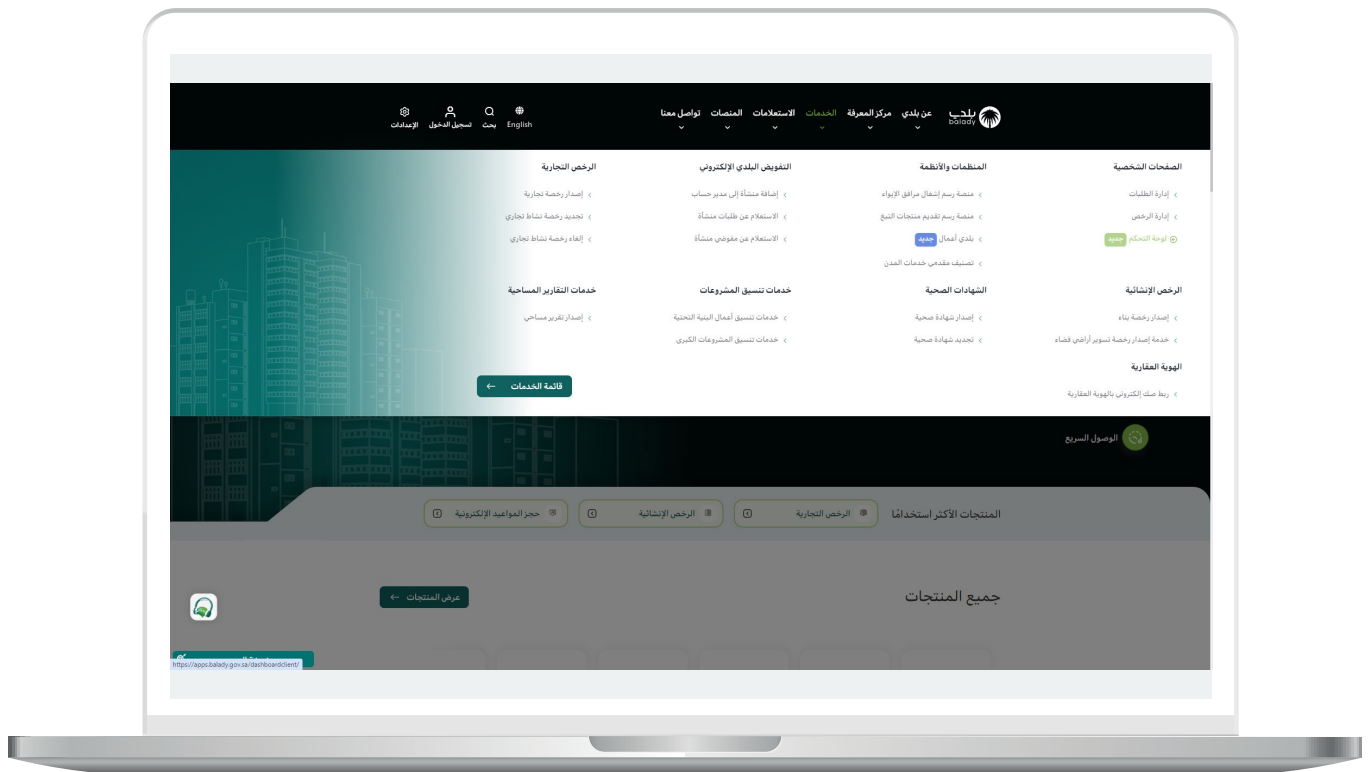 بلدي
balady
عن بلدي
مركز المعرفة
الخدمات
الاستعلامات
المنصات
تواصل معنا
English
بحث
تسجيل الدخول
الإعدادات
الصفحات الشخصية
إدارة الطلبات
إدارة الرخص
لوحة التحكم جديد
المنظمات والأنظمة
منصة رسم إشغال مرافق الإيواء
منصة رسم تقديم منتجات التبغ
بلدي أعمال جديد
تصنيف مقدمي خدمات المدن
التفويض البلدي الإلكتروني
إضافة منشأة إلى مدير حساب
الاستعلام عن طلبات منشأة
الاستعلام عن مفوضي منشأة
الرخص التجارية
إصدار رخصة تجارية
تجديد رخصة نشاط تجاري
إلغاء رخصة نشاط تجاري
الرخص الإنشائية
إصدار رخصة بناء
خدمة إصدار رخصة تسوير أراضي فضاء
الشهادات الصحية
إصدار شهادة صحية
تجديد شهادة صحية
خدمات تنسيق المشروعات
خدمات تنسيق أعمال البنية التحتية
خدمات تنسيق المشروعات الكبرى
خدمات التقارير المساحية
إصدار تقرير مساحي
الهوية العقارية
ربط صك إلكتروني بالهوية العقارية
قائمة الخدمات
الوصول السريع
المنتجات الأكثر استخدامًا
الرخص التجارية
الرخص الإنشائية
حجز المواعيد الإلكترونية
جميع المنتجات
عرض المنتجات
https://apps.balady.gov.sa/dashboardclient/